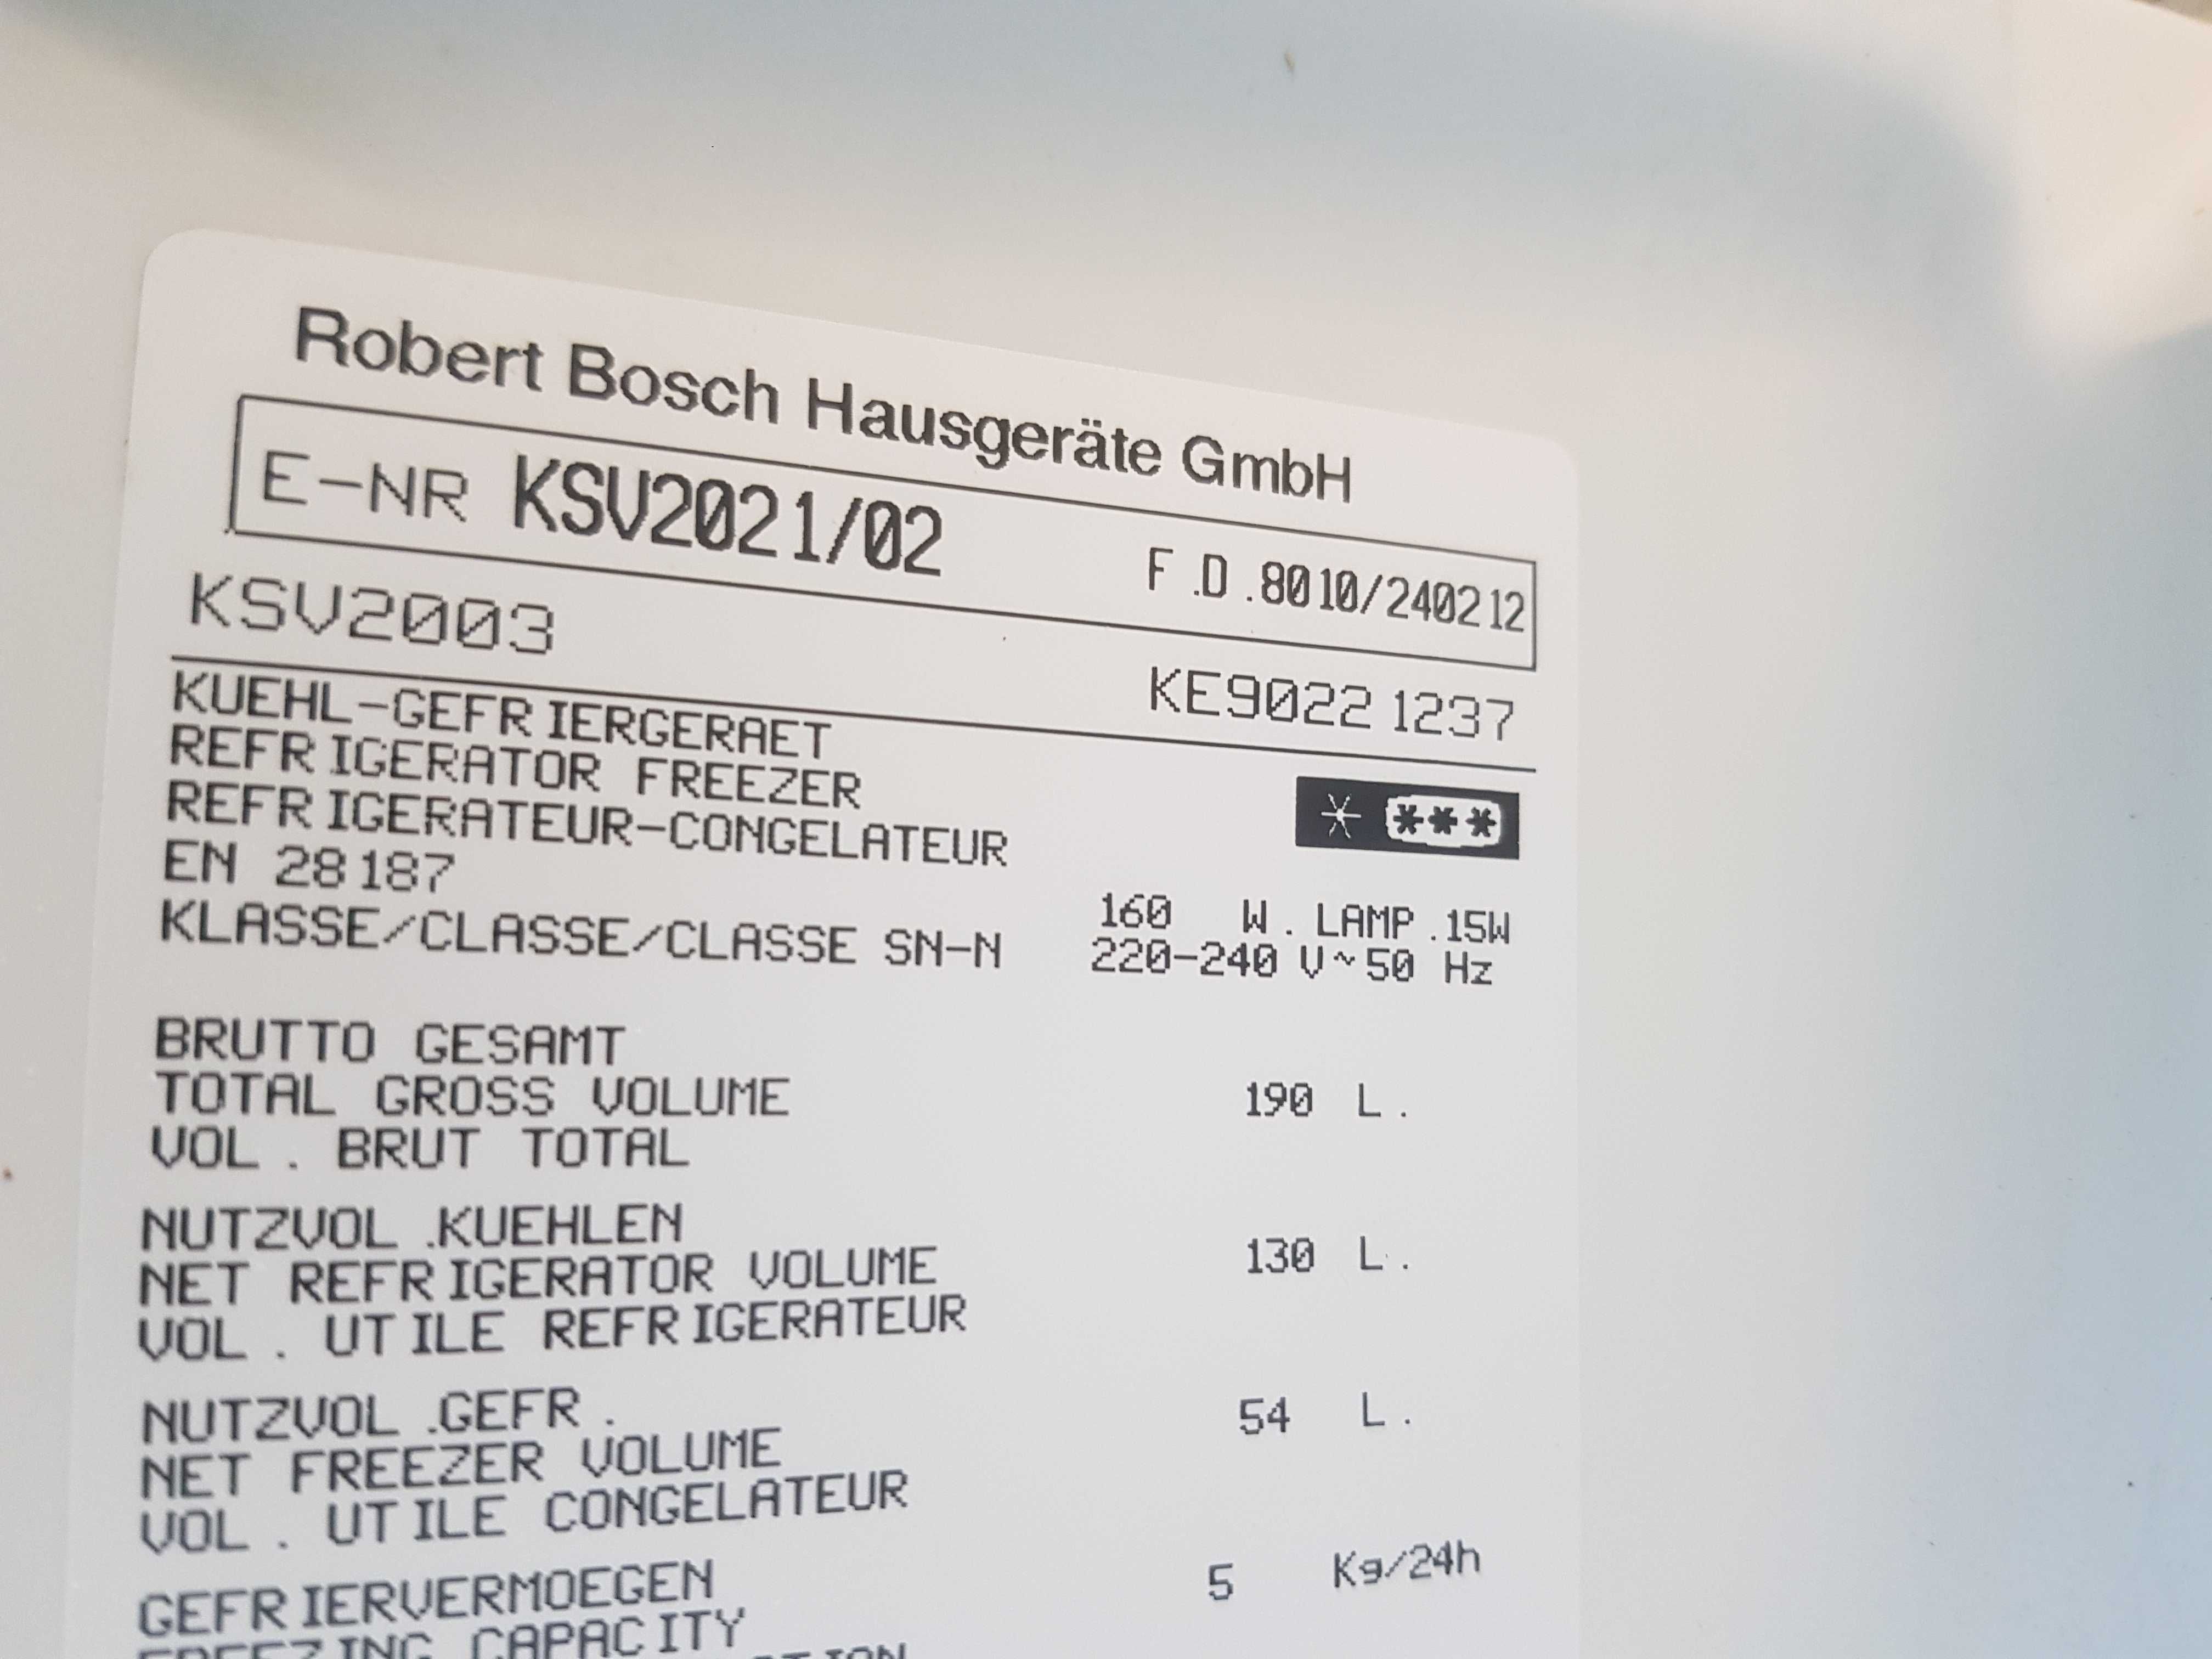 Robert Bosch Hausgeräte GmbH
E-NR KSV2021/02 F.D.8010/240212
KSV2003 KE90221237
KUEHL-GEFRIERGERAET
REFRIGERATOR FREEZER
REFRIGERATEUR-CONGELATEUR
* ***
EN 28187
160 W. LAMP.15W
KLASSE/CLASSE/CLASSE SN-N 220-240 V~50 Hz
BRUTTO GESAMT
TOTAL GROSS VOLUME 190 L.
VOL. BRUT TOTAL
NUTZVOL.KUEHLEN
NET REFRIGERATOR VOLUME 130 L.
VOL. UTILE REFRIGERATEUR
NUTZVOL.GEFR. 54 L.
NET FREEZER VOLUME
VOL. UTILE CONGELATEUR
GEFRIERVERMOEGEN 5 Kg/24h
FREEZING CAPACITY